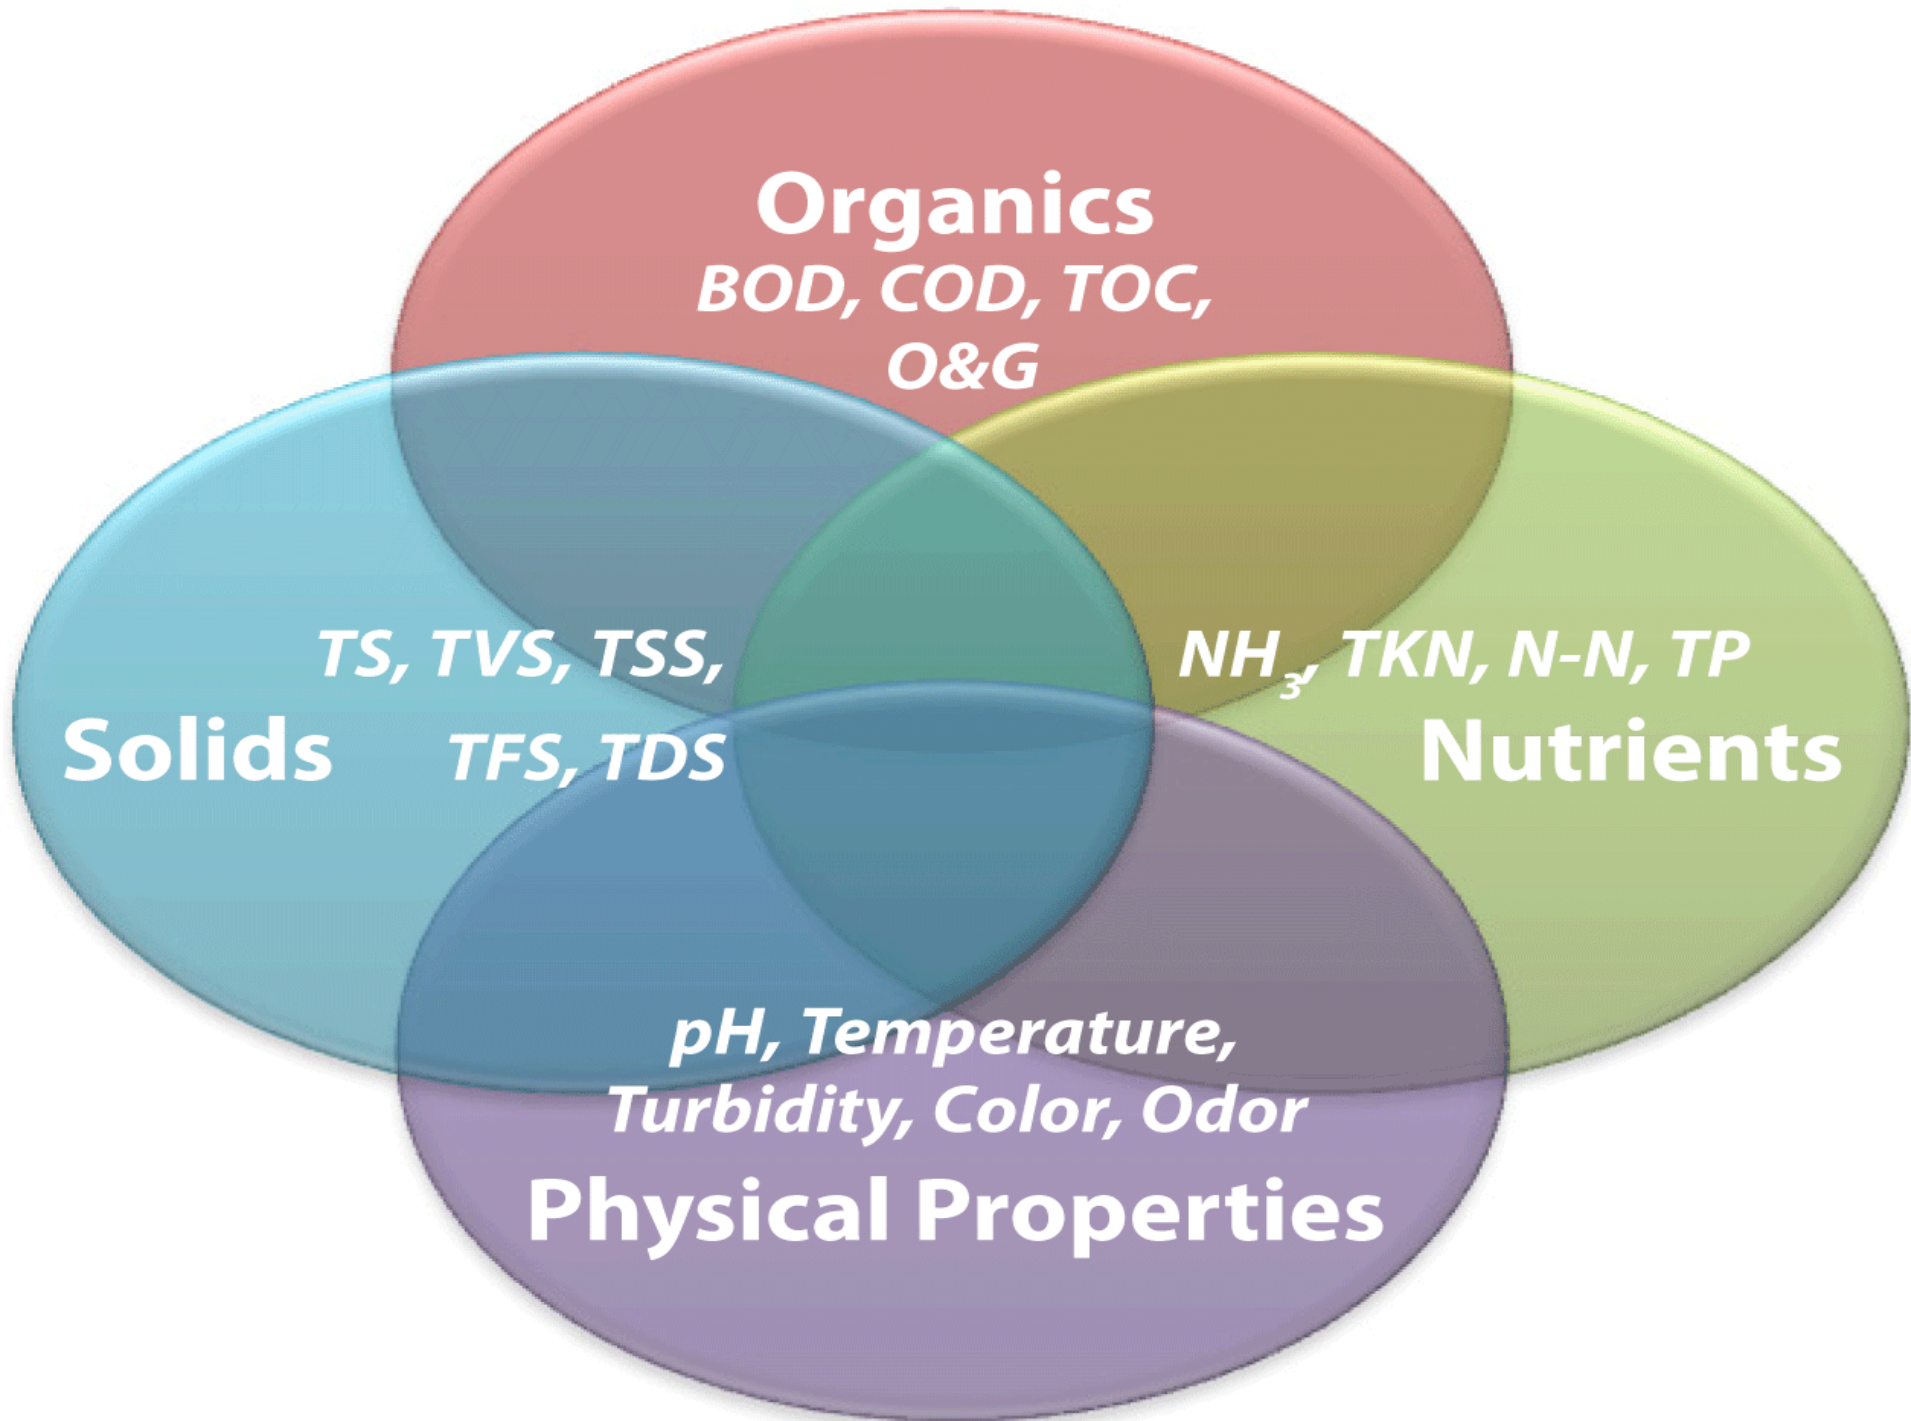 Organics
BOD, COD, TOC,
O&G
TS, TVS, TSS,
Solids TFS, TDS
NH₃, TKN, N-N, TP
Nutrients
pH, Temperature,
Turbidity, Color, Odor
Physical Properties